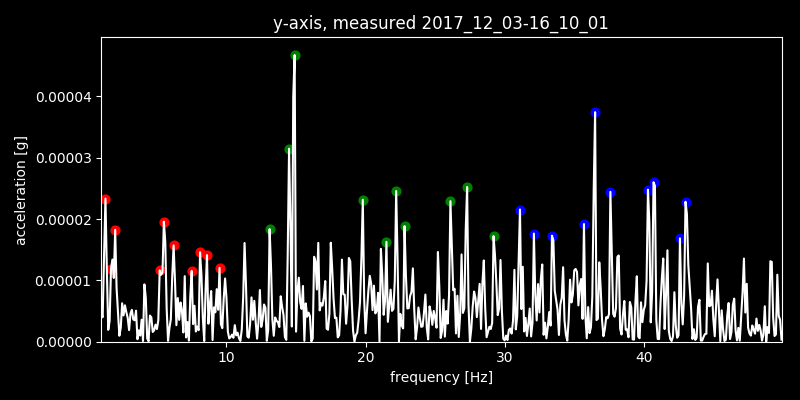 y-axis, measured 2017_12_03-16_10_01
acceleration [g]
0.00004
0.00003
0.00002
0.00001
0.00000
10 20 30 40
frequency [Hz]